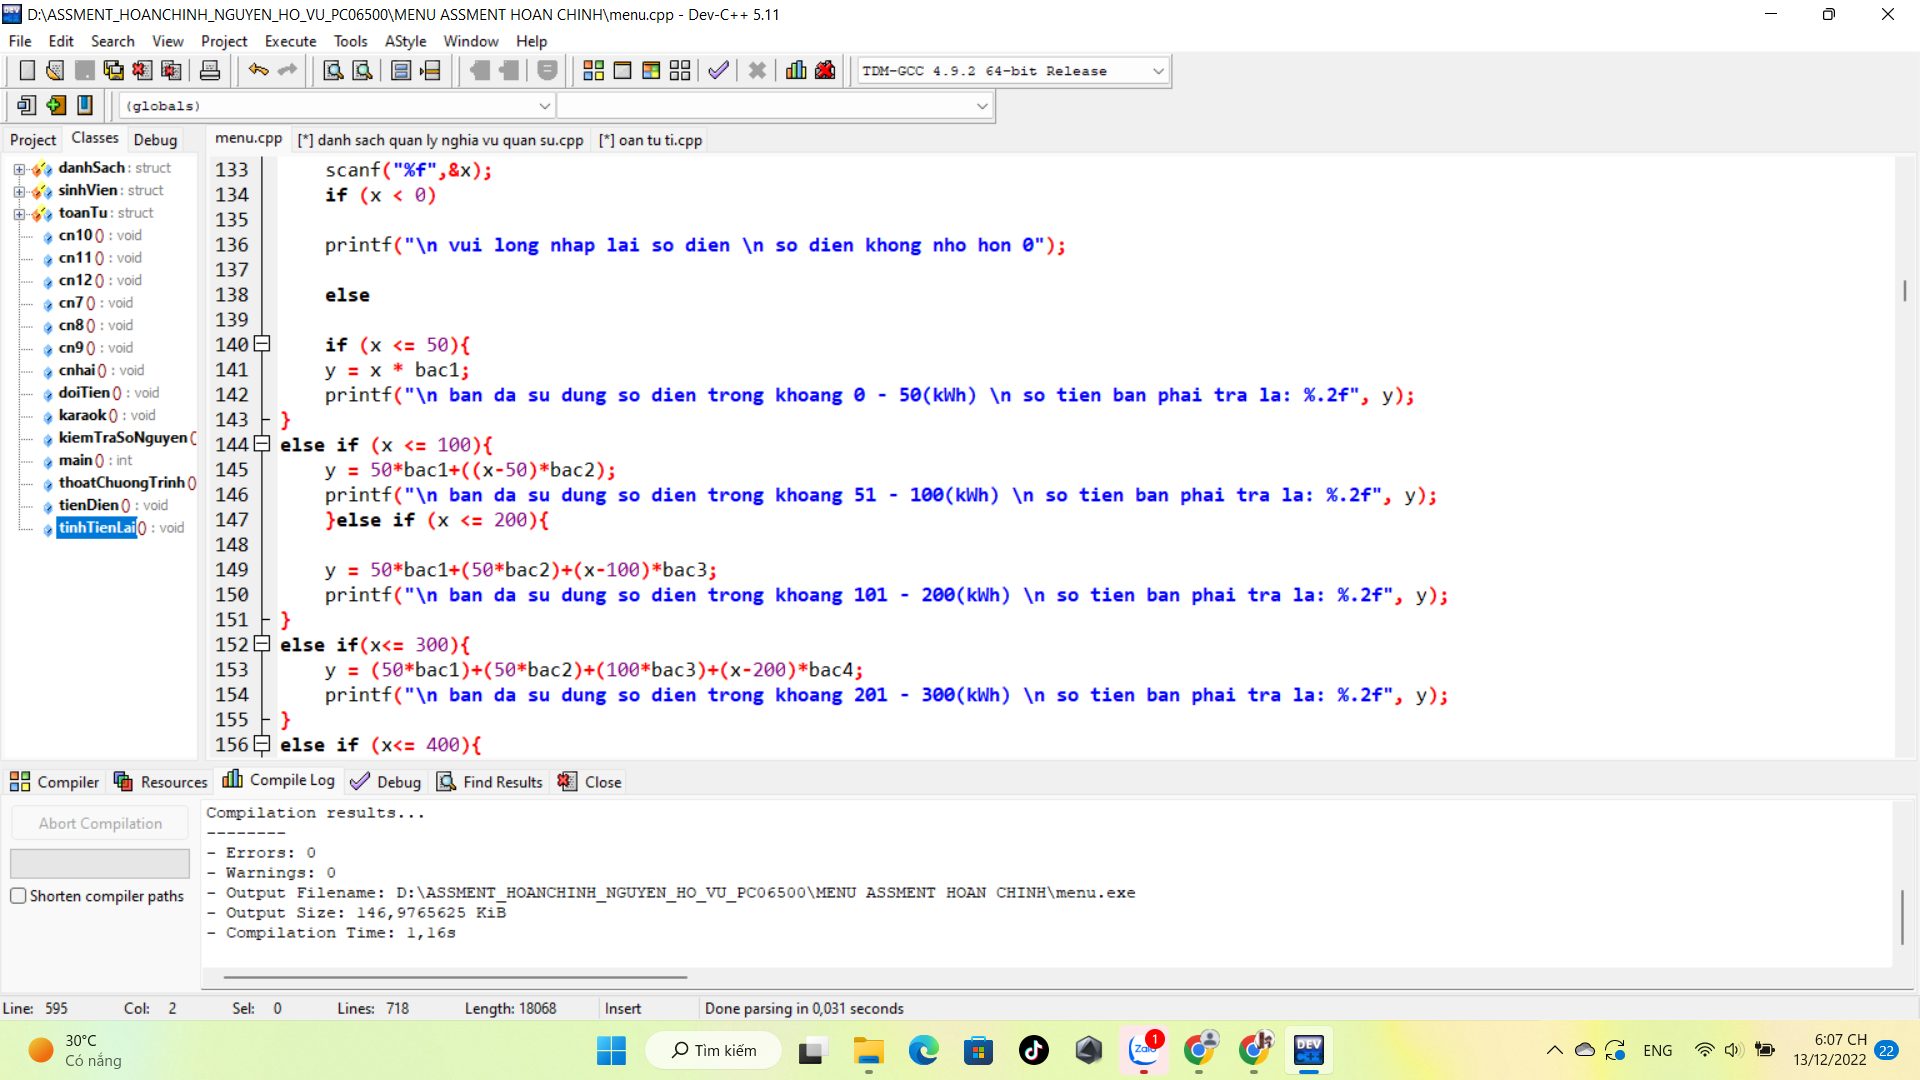 D:\ASSMENT_HOANCHINH_NGUYEN_HO_VU_PC06500\MENU ASSMENT HOAN CHINH\menu.cpp - Dev-C++ 5.11
File Edit Search View Project Execute Tools AStyle Window Help
TDM-GCC 4.9.2 64-bit Release
(globals)
Project Classes Debug
menu.cpp [*] danh sach quan ly nghia vu quan su.cpp [*] oan tu ti.cpp
danhSach : struct
sinhVien : struct
toanTu : struct
cn10 () : void
cn11 () : void
cn12 () : void
cn7 () : void
cn8 () : void
cn9 () : void
cnhai () : void
doiTien () : void
karaok () : void
kiemTraSoNguyen (
main () : int
thoatChuongTrinh ()
tienDien () : void
tinhTienLai () : void
133 scanf("%f",&x);
134 if (x < 0)
135
136 printf("\n vui long nhap lai so dien \n so dien khong nho hon 0");
137
138 else
139
140 if (x <= 50){
141 y = x * bac1;
142 printf("\n ban da su dung so dien trong khoang 0 - 50(kWh) \n so tien ban phai tra la: %.2f", y);
143 }
144 else if (x <= 100){
145 y = 50*bac1+((x-50)*bac2);
146 printf("\n ban da su dung so dien trong khoang 51 - 100(kWh) \n so tien ban phai tra la: %.2f", y);
147 }else if (x <= 200){
148
149 y = 50*bac1+(50*bac2)+(x-100)*bac3;
150 printf("\n ban da su dung so dien trong khoang 101 - 200(kWh) \n so tien ban phai tra la: %.2f", y);
151 }
152 else if(x<= 300){
153 y = (50*bac1)+(50*bac2)+(100*bac3)+(x-200)*bac4;
154 printf("\n ban da su dung so dien trong khoang 201 - 300(kWh) \n so tien ban phai tra la: %.2f", y);
155 }
156 else if (x<= 400){
Compiler Resources Compile Log Debug Find Results Close
Abort Compilation
Shorten compiler paths
Compilation results...
--------
- Errors: 0
- Warnings: 0
- Output Filename: D:\ASSMENT_HOANCHINH_NGUYEN_HO_VU_PC06500\MENU ASSMENT HOAN CHINH\menu.exe
- Output Size: 146,9765625 KiB
- Compilation Time: 1,16s
Line: 595 Col: 2 Sel: 0 Lines: 718 Length: 18068 Insert Done parsing in 0,031 seconds
30°C
Có nắng
Tìm kiếm
Zalo
1
DEV
C++
ENG
6:07 CH
13/12/2022
22